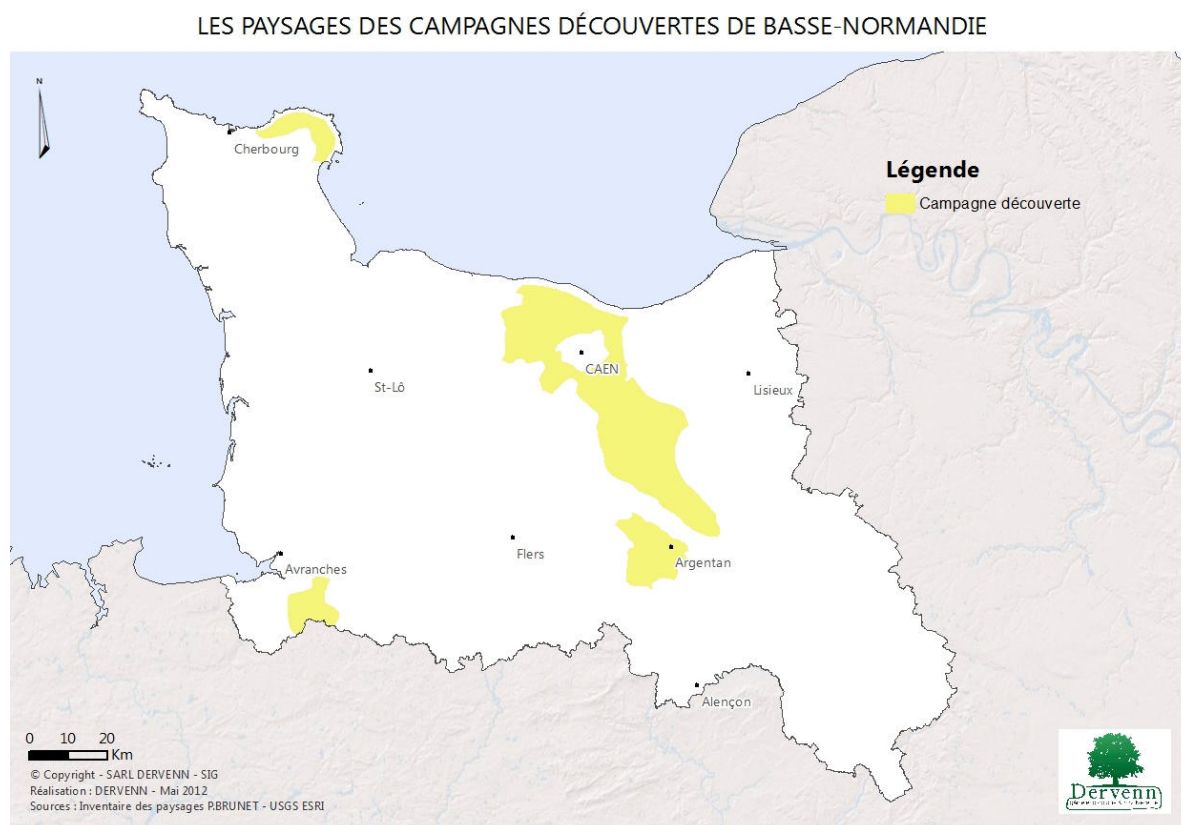 LES PAYSAGES DES CAMPAGNES DÉCOUVERTES DE BASSE-NORMANDIE
N
Cherbourg
Légende
Campagne découverte
CAEN
St-Lô
Lisieux
Flers
Argentan
Avranches
Alençon
0 10 20
Km
© Copyright - SARL DERVENN - SIG
Réalisation : DERVENN - Mai 2012
Sources : Inventaire des paysages P.BRUNET - USGS ESRI
Dervenn